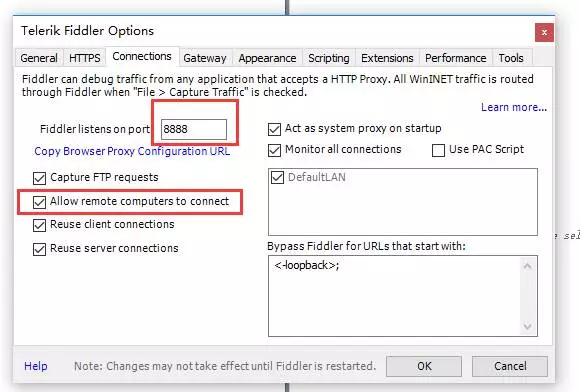 Telerik Fiddler Options
x
General HTTPS Connections Gateway Appearance Scripting Extensions Performance Tools
Fiddler can debug traffic from any application that accepts a HTTP Proxy. All WinINET traffic is routed
through Fiddler when "File > Capture Traffic" is checked.
Learn more...
Fiddler listens on port: 8888
Copy Browser Proxy Configuration URL
Capture FTP requests
Allow remote computers to connect
Reuse client connections
Reuse server connections
Act as system proxy on startup
Monitor all connections Use PAC Script
DefaultLAN
Bypass Fiddler for URLs that start with:
<-loopback>;
Help Note: Changes may not take effect until Fiddler is restarted. OK Cancel